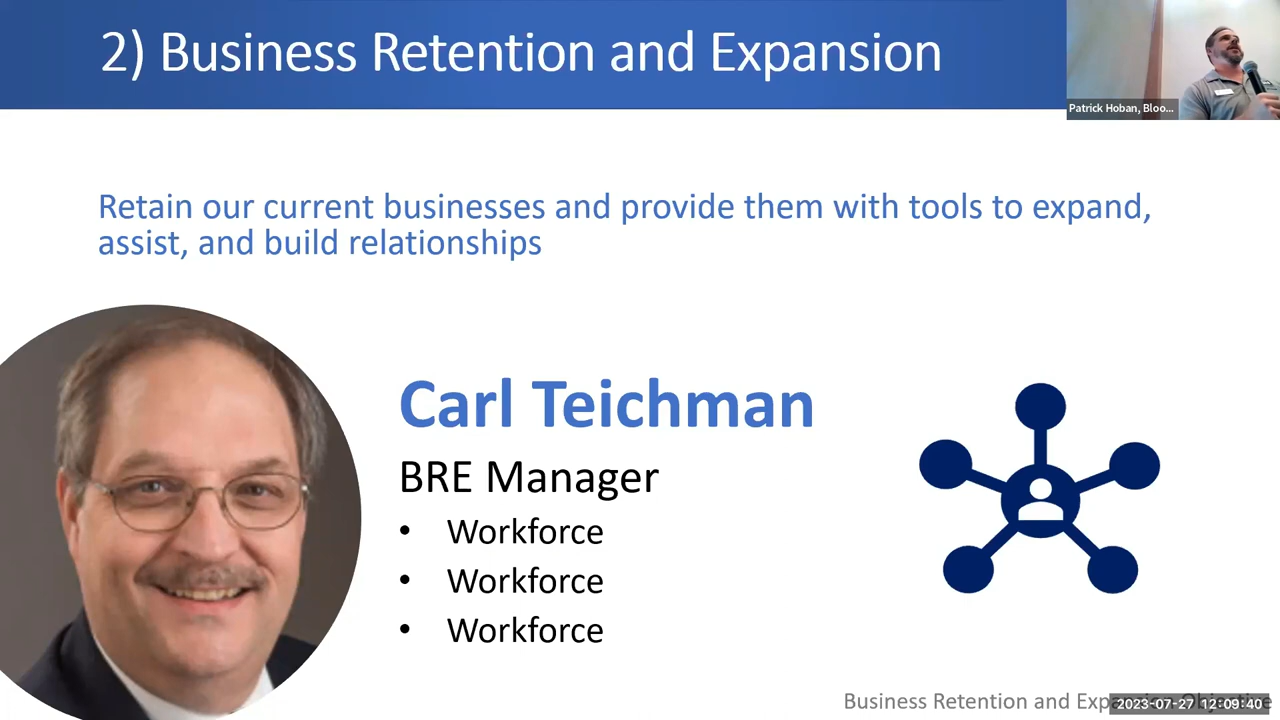 2) Business Retention and Expansion
Patrick Hoban, Bloo...
Retain our current businesses and provide them with tools to expand,
assist, and build relationships
Carl Teichman
BRE Manager
• Workforce
• Workforce
• Workforce
Business Retention and Expansion Objective
2023-07-27 12:09:40